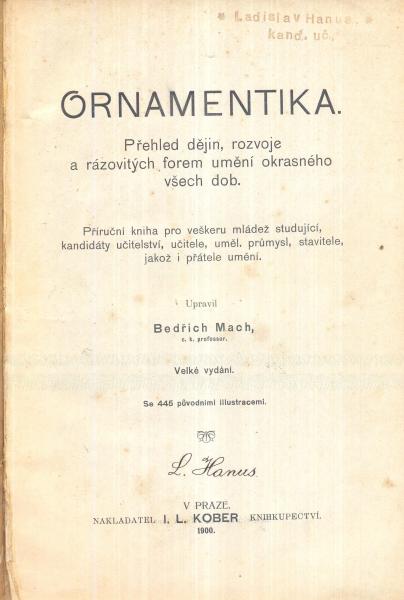 * Ladislav Hanus. *
kand. uč.
ORNAMENTIKA.
Přehled dějin, rozvoje
a rázovitých forem umění okrasného
všech dob.
Příruční kniha pro veškeru mládež studující,
kandidáty učitelství, učitele, uměl. průmysl, stavitele,
jakož i přátele umění.
Upravil
Bedřich Mach,
c. k. professor.
Velké vydání.
Se 445 původními illustracemi.
L. Hanus
V PRAZE.
NAKLADATEL I. L. KOBER KNIHKUPECTVÍ.
1900.